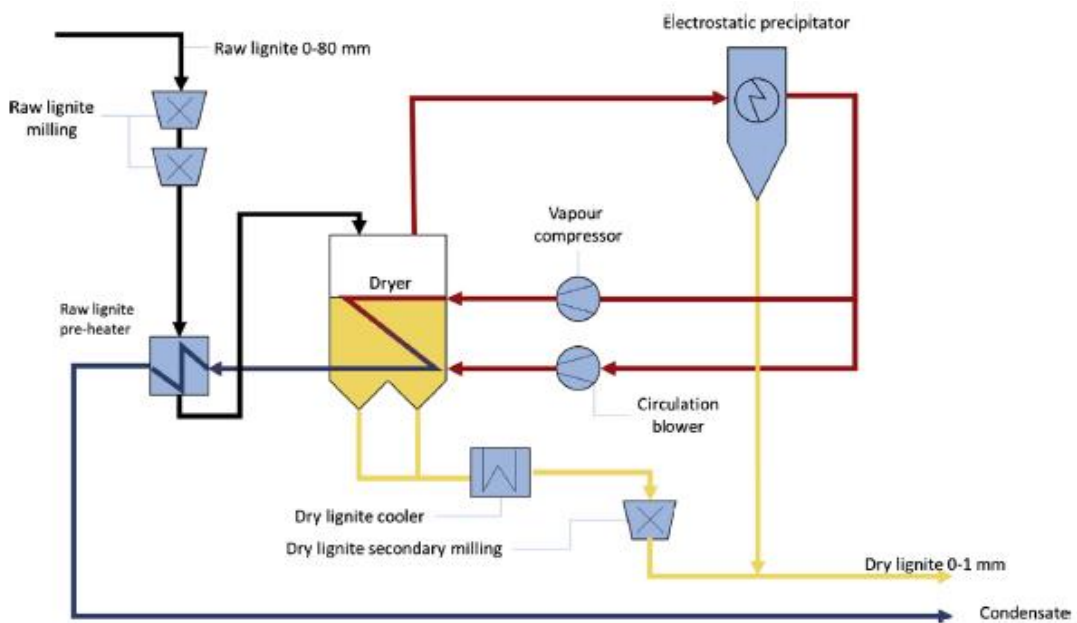 Electrostatic precipitator
Raw lignite 0-80 mm
Raw lignite
milling
Vapour
compressor
Dryer
Raw lignite
pre-heater
Circulation
blower
Dry lignite cooler
Dry lignite secondary milling
Dry lignite 0-1 mm
Condensate